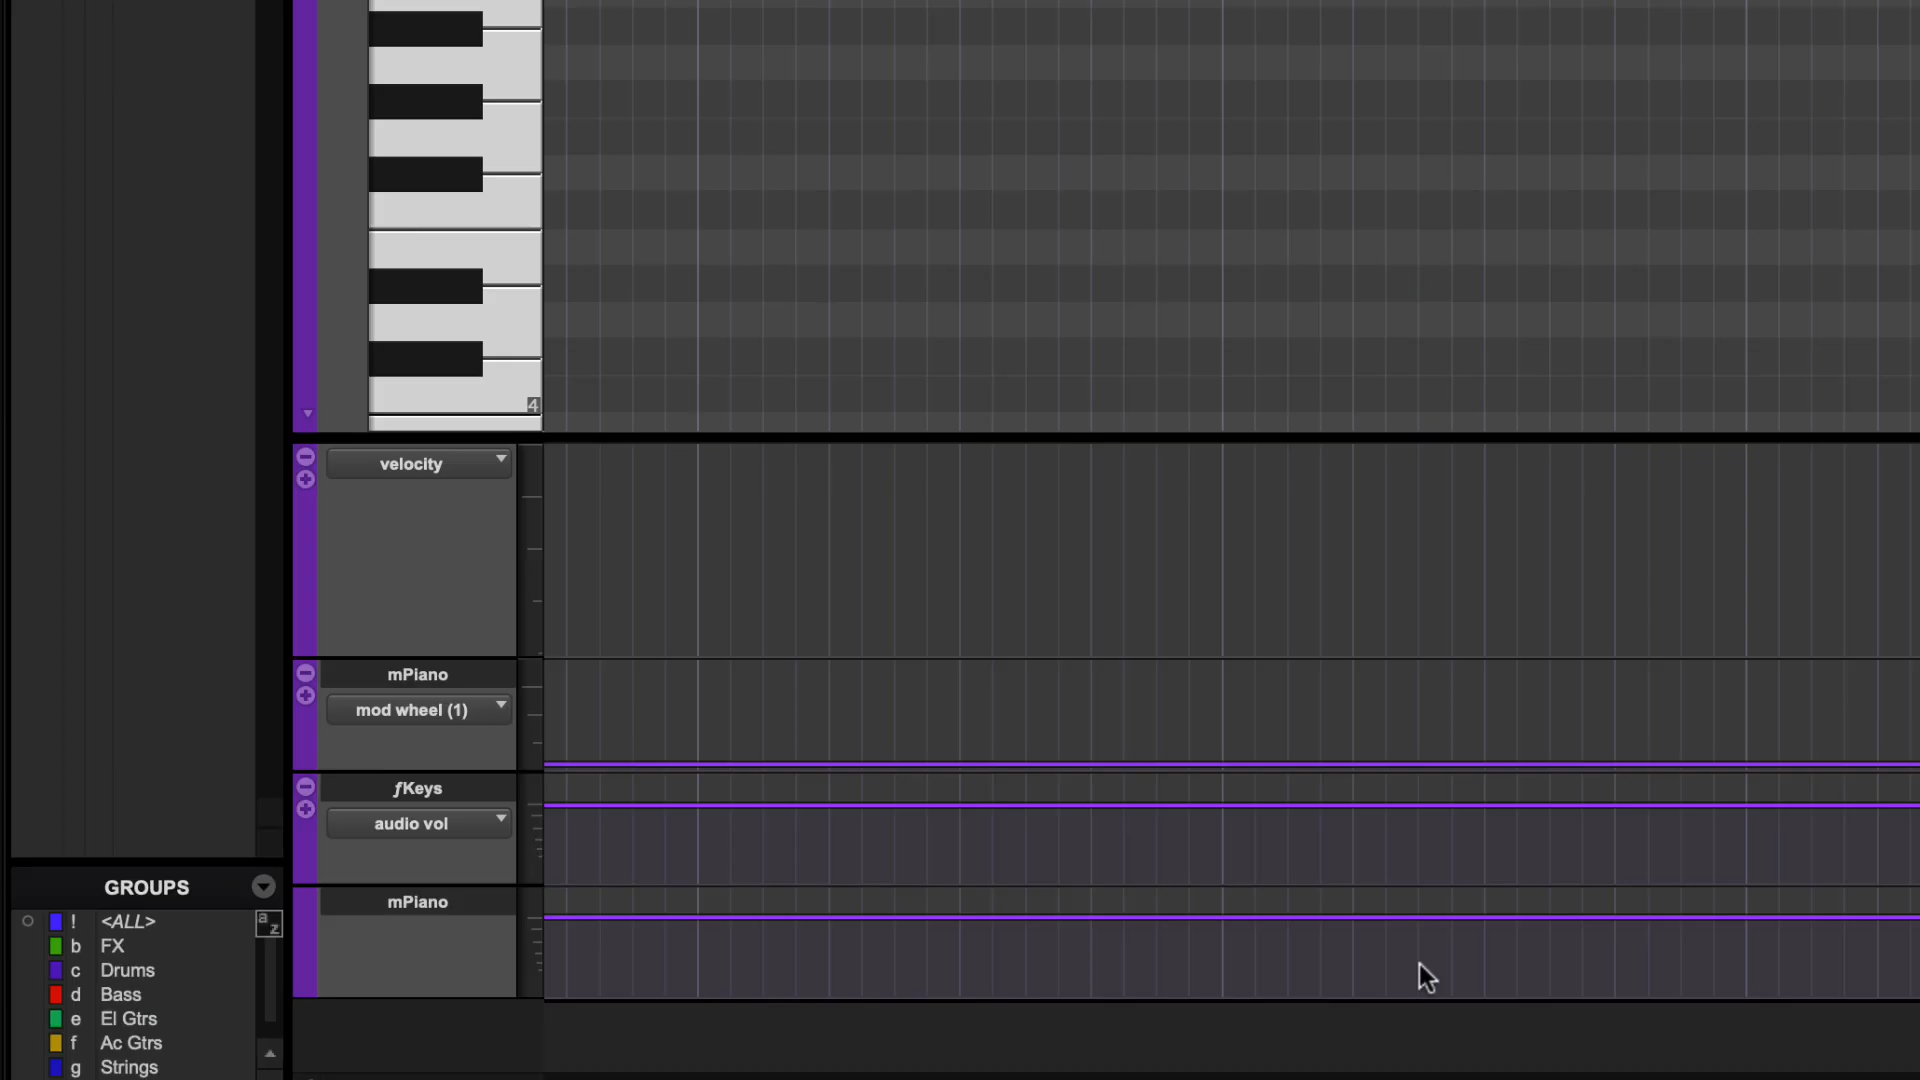 4
velocity
mPiano
mod wheel (1)
ƒKeys
audio vol
mPiano
GROUPS
! <ALL> a z
b FX
c Drums
d Bass
e El Gtrs
f Ac Gtrs
g Strings